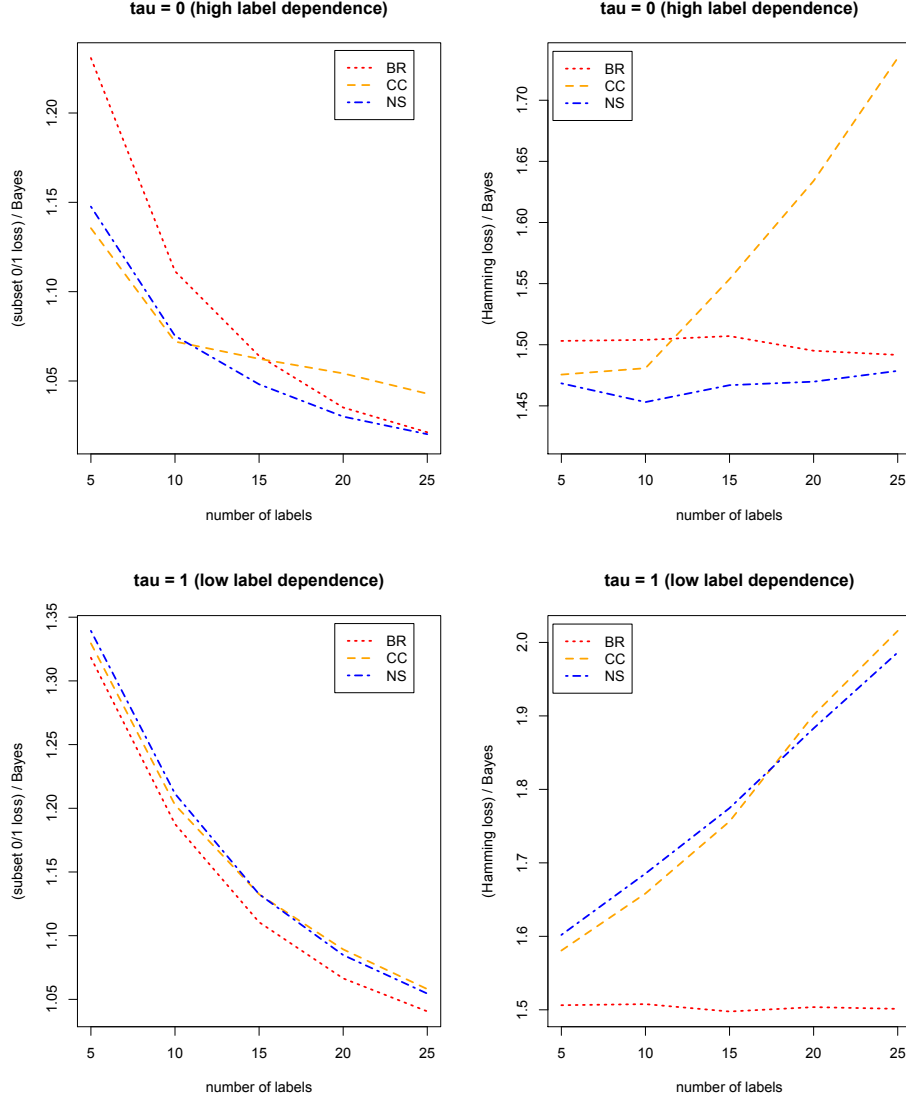 tau = 0 (high label dependence)
(subset 0/1 loss) / Bayes
1.20
1.15
1.10
1.05
BR
CC
NS
5 10 15 20 25
number of labels
tau = 0 (high label dependence)
(Hamming loss) / Bayes
1.70
1.65
1.60
1.55
1.50
1.45
BR
CC
NS
5 10 15 20 25
number of labels
tau = 1 (low label dependence)
(subset 0/1 loss) / Bayes
1.35
1.30
1.25
1.20
1.15
1.10
1.05
BR
CC
NS
5 10 15 20 25
number of labels
tau = 1 (low label dependence)
(Hamming loss) / Bayes
2.0
1.9
1.8
1.7
1.6
1.5
BR
CC
NS
5 10 15 20 25
number of labels